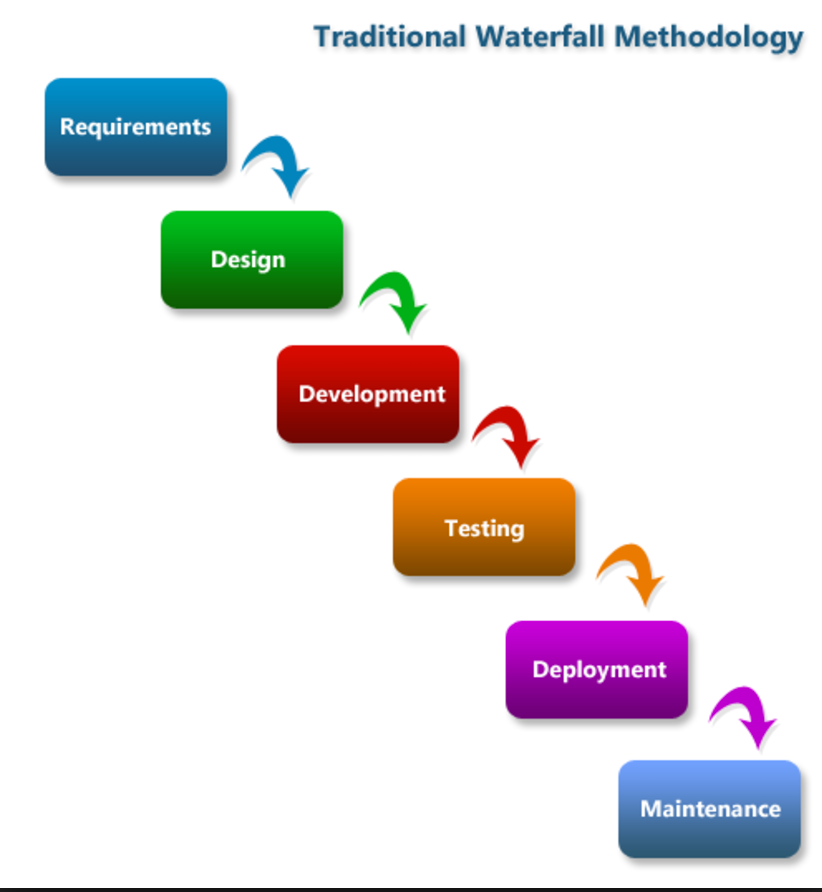 Traditional Waterfall Methodology
Requirements
Design
Development
Testing
Deployment
Maintenance